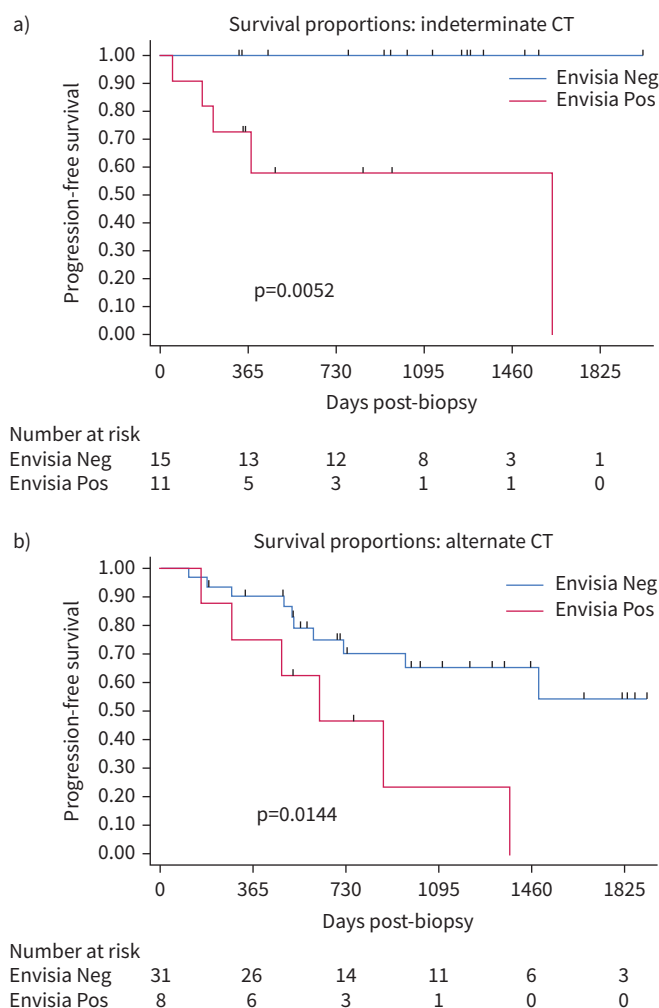 a)
Survival proportions: indeterminate CT
1.00
0.90
0.80
0.70
0.60
0.50
0.40
0.30
0.20
0.10
0.00
Progression-free survival
Envisia Neg
Envisia Pos
p=0.0052
0 365 730 1095 1460 1825
Days post-biopsy
Number at risk
Envisia Neg 15 13 12 8 3 1
Envisia Pos 11 5 3 1 1 0
b)
Survival proportions: alternate CT
1.00
0.90
0.80
0.70
0.60
0.50
0.40
0.30
0.20
0.10
0.00
Progression-free survival
Envisia Neg
Envisia Pos
p=0.0144
0 365 730 1095 1460 1825
Days post-biopsy
Number at risk
Envisia Neg 31 26 14 11 6 3
Envisia Pos 8 6 3 1 0 0